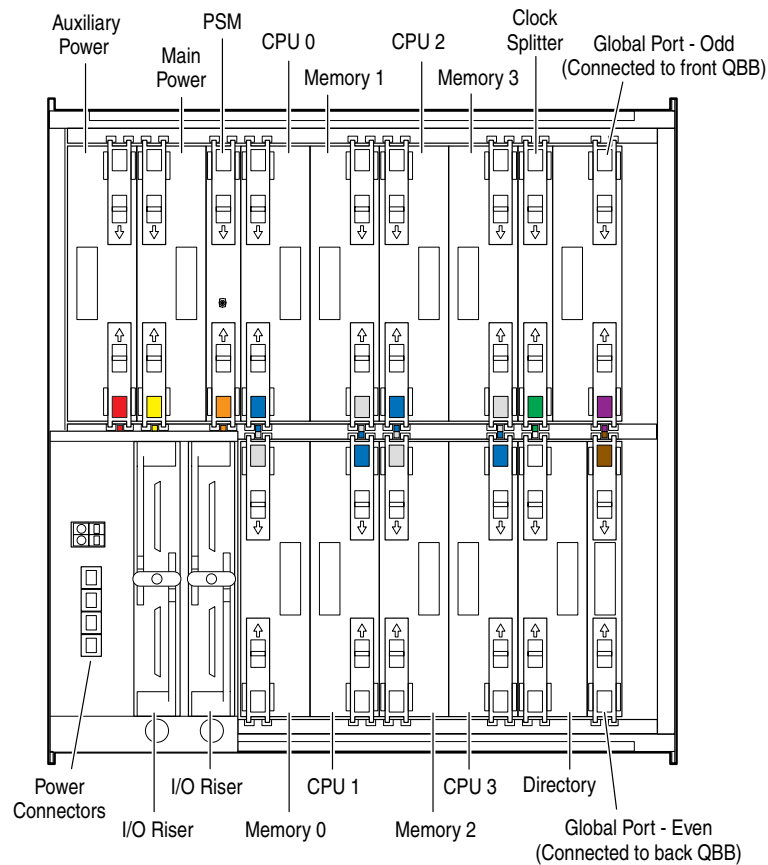 Auxiliary
Power
Main
Power
PSM
CPU 0
Memory 1
CPU 2
Memory 3
Clock
Splitter
Global Port - Odd
(Connected to front QBB)
Power
Connectors
I/O Riser
I/O Riser
Memory 0
CPU 1
Memory 2
CPU 3
Directory
Global Port - Even
(Connected to back QBB)